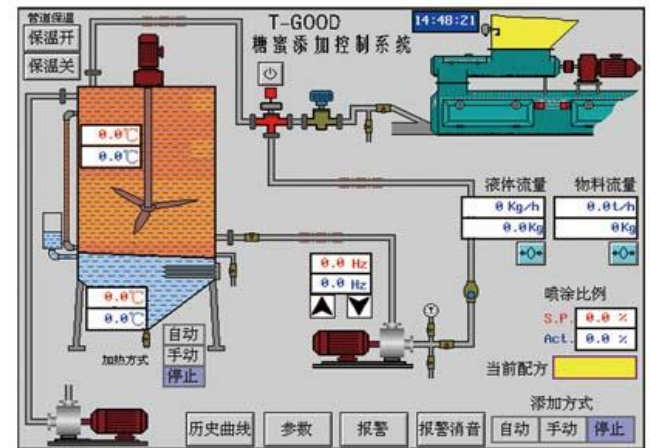 管道保温
保温开
保温关
T-GOOD
糖蜜添加控制系统
14:48:21
0.0℃
0.0℃
液体流量
0 Kg/h
0.0Kg
物料流量
0.0t/h
0Kg
0.0 Hz
0.0 Hz
0.0℃
0.0℃
加热方式
自动
手动
停止
T
喷涂比例
S.P. 0.0 %
Act. 0.0 %
当前配方
添加方式
历史曲线
参数
报警
报警消音
自动
手动
停止